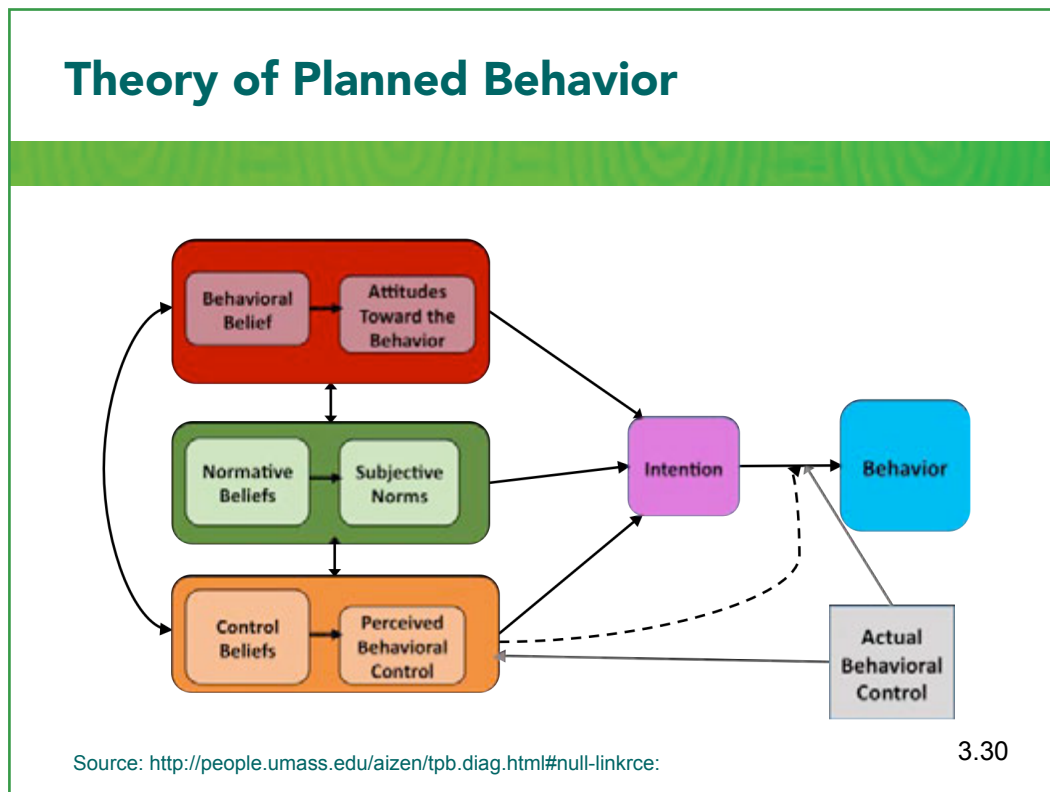 Theory of Planned Behavior
Behavioral
Belief
Attitudes
Toward the
Behavior
Normative
Beliefs
Subjective
Norms
Control
Beliefs
Perceived
Behavioral
Control
Intention
Behavior
Actual
Behavioral
Control
Source: http://people.umass.edu/aizen/tpb.diag.html#null-linkrce:
3.30